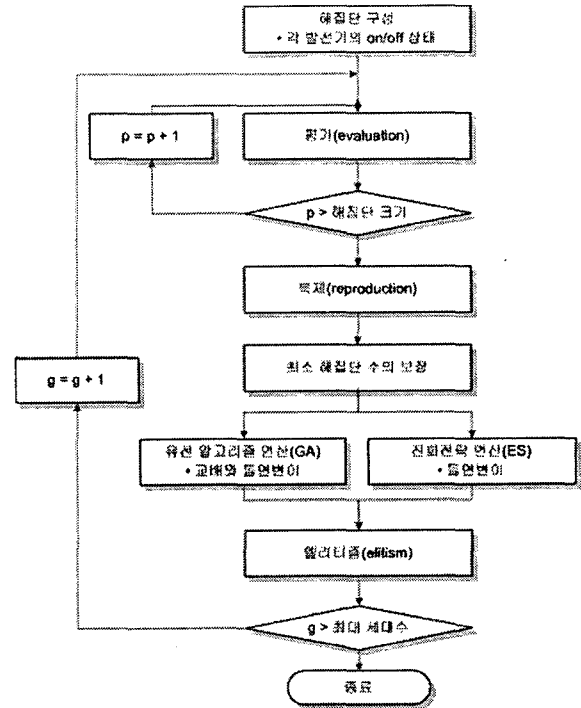 해집단 구성
• 각 발전기의 on/off 상태
p = p + 1
평가(evaluation)
p > 해집단 크기
복제(reproduction)
최소 해집단 수의 보장
g = g + 1
유전 알고리즘 연산(GA)
• 교배와 돌연변이
진화전략 연산(ES)
• 돌연변이
엘리티즘(elitism)
g > 최대 세대수
종료